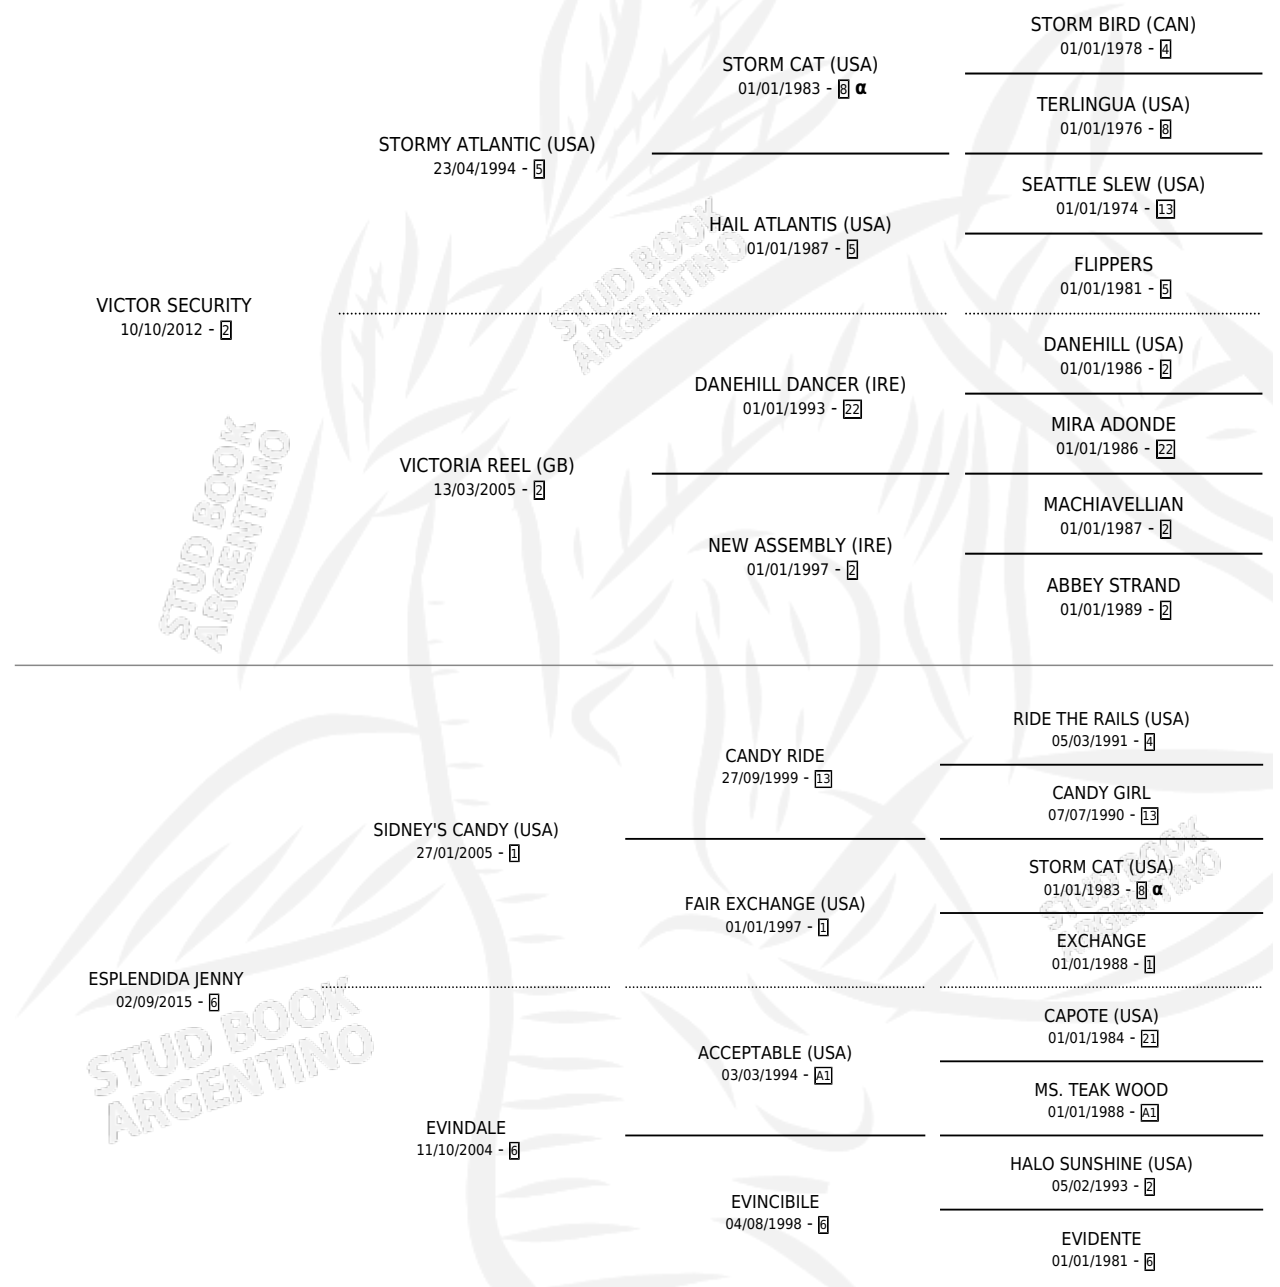 STORM BIRD (CAN)
01/01/1978 - 4
STORM CAT (USA)
01/01/1983 - 8 α
TERLINGUA (USA)
01/01/1976 - 8
STORMY ATLANTIC (USA)
23/04/1994 - 5
SEATTLE SLEW (USA)
01/01/1974 - 13
HAIL ATLANTIS (USA)
01/01/1987 - 5
FLIPPERS
01/01/1981 - 5
VICTOR SECURITY
10/10/2012 - 2
DANEHILL (USA)
01/01/1986 - 2
DANEHILL DANCER (IRE)
01/01/1993 - 22
MIRA ADONDE
01/01/1986 - 22
VICTORIA REEL (GB)
13/03/2005 - 2
MACHIAVELLIAN
01/01/1987 - 2
NEW ASSEMBLY (IRE)
01/01/1997 - 2
ABBEY STRAND
01/01/1989 - 2
RIDE THE RAILS (USA)
05/03/1991 - 4
CANDY RIDE
27/09/1999 - 13
CANDY GIRL
07/07/1990 - 13
SIDNEY'S CANDY (USA)
27/01/2005 - 1
STORM CAT (USA)
01/01/1983 - 8 α
FAIR EXCHANGE (USA)
01/01/1997 - 1
EXCHANGE
01/01/1988 - 1
ESPLENDIDA JENNY
02/09/2015 - 6
CAPOTE (USA)
01/01/1984 - 21
ACCEPTABLE (USA)
03/03/1994 - A1
MS. TEAK WOOD
01/01/1988 - A1
EVINDALE
11/10/2004 - 6
HALO SUNSHINE (USA)
05/02/1993 - 2
EVINCIBILE
04/08/1998 - 6
EVIDENTE
01/01/1981 - 6
STUD BOOK
ARGENTINO
STUD BOOK
ARGENTINO
STUD BOOK
ARGENTINO
STUD BOOK
ARGENTINO